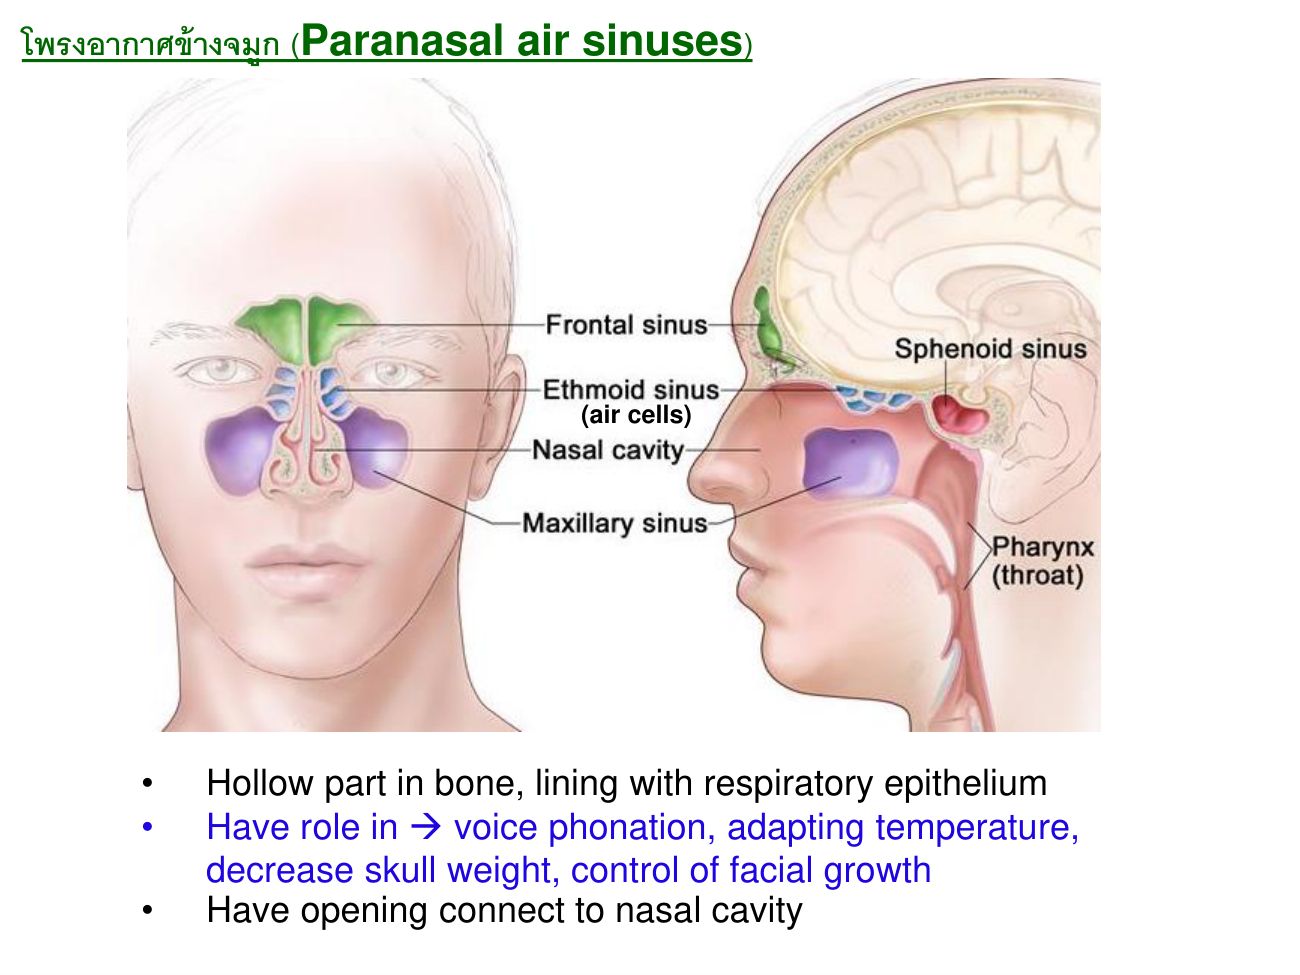 โพรงอากาศข้างจมูก (Paranasal air sinuses)
Frontal sinus
Sphenoid sinus
Ethmoid sinus
(air cells)
Nasal cavity
Maxillary sinus
Pharynx
(throat)
• Hollow part in bone, lining with respiratory epithelium
• Have role in → voice phonation, adapting temperature,
decrease skull weight, control of facial growth
• Have opening connect to nasal cavity